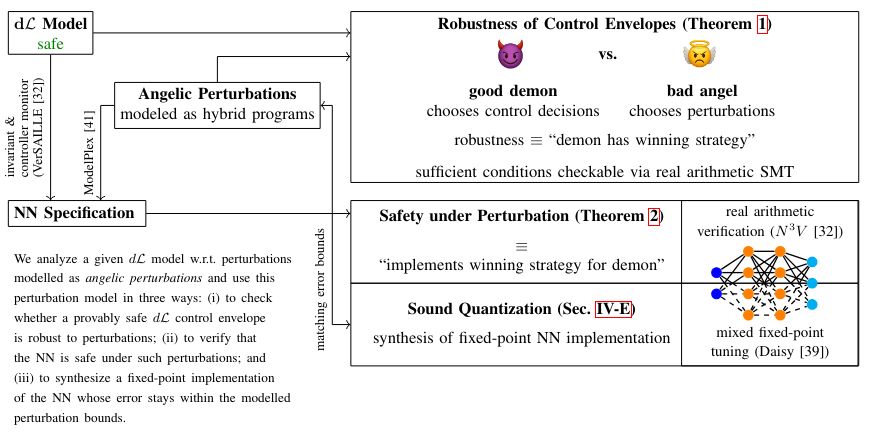 dℒ Model
safe
Robustness of Control Envelopes (Theorem 1)
vs.
good demon
chooses control decisions
bad angel
chooses perturbations
robustness ≡ “demon has winning strategy”
sufficient conditions checkable via real arithmetic SMT
Angelic Perturbations
modeled as hybrid programs
invariant &
controller monitor
(VerSAILLE [32])
ModelPlex [41]
NN Specification
matching error bounds
Safety under Perturbation (Theorem 2)
≡
“implements winning strategy for demon”
Sound Quantization (Sec. IV-E)
synthesis of fixed-point NN implementation
real arithmetic
verification (N³V [32])
mixed fixed-point
tuning (Daisy [39])
We analyze a given dℒ model w.r.t. perturbations
modelled as angelic perturbations and use this
perturbation model in three ways: (i) to check
whether a provably safe dℒ control envelope
is robust to perturbations; (ii) to verify that
the NN is safe under such perturbations; and
(iii) to synthesize a fixed-point implementation
of the NN whose error stays within the modelled
perturbation bounds.